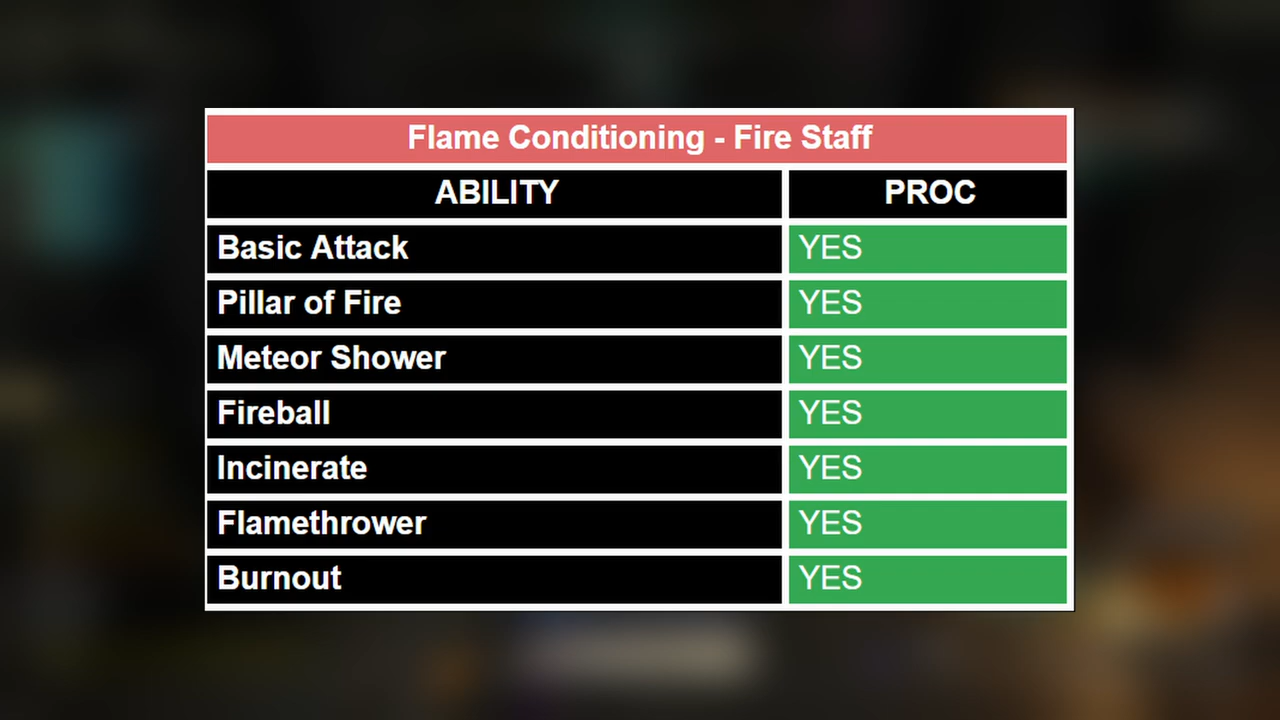 Flame Conditioning - Fire Staff
ABILITY PROC
Basic Attack YES
Pillar of Fire YES
Meteor Shower YES
Fireball YES
Incinerate YES
Flamethrower YES
Burnout YES